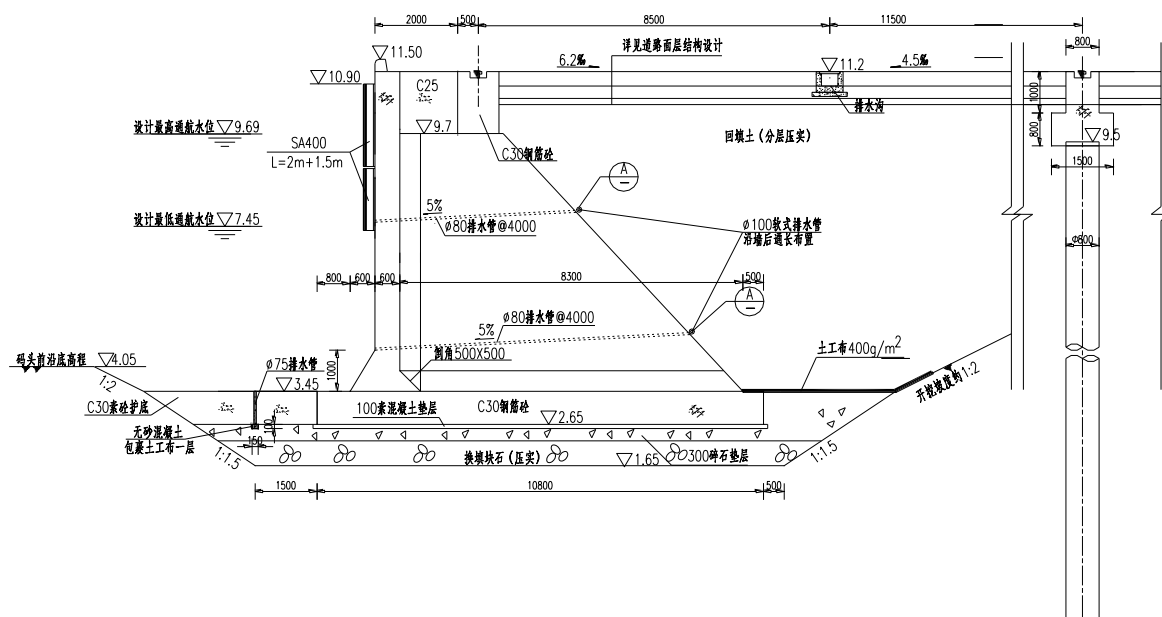 2000
500
8500
11500
800
11.50
详见道路面层结构设计
6.2‰
11.2
4.5‰
10.90
C25
1000
排水沟
设计最高通航水位
9.69
9.7
回填土（分层压实）
800
9.5
SA400
L=2m+1.5m
C30钢筋砼
1500
A
设计最低通航水位
7.45
5%
ø80排水管@4000
ø100软式排水管
沿墙后通长布置
ø800
800
600
600
8300
500
A
ø80排水管@4000
5%
码头前沿底高程
4.05
ø75排水管
1000
倒角500X500
土工布400g/m²
1:2
3.45
开挖坡度约1:2
C30素砼护底
100素混凝土垫层
C30钢筋砼
2.65
无砂混凝土
包裹土工布一层
100
150
1:1.5
换填块石（压实）
1.65
300碎石垫层
1:1.5
1500
10800
500